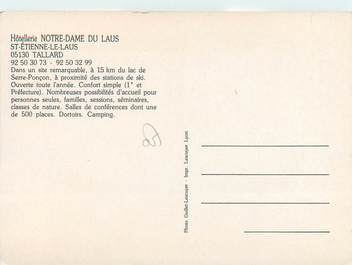 Hôtellerie NOTRE-DAME DU LAUS
ST-ÉTIENNE-LE-LAUS
05130 TALLARD
92 50 30 73 - 92 50 32 99
Dans un site remarquable, à 15 km du lac de
Serre-Ponçon, à proximité des stations de ski.
Ouverte toute l'année. Confort simple (1* et
Préfecture). Nombreuses possibilités d'accueil pour
personnes seules, familles, sessions, séminaires,
classes de nature. Salles de conférences dont une
de 500 places. Dortoirs. Camping.
Photo Guillet-Lescuyer - Impr. Lescuyer Lyon